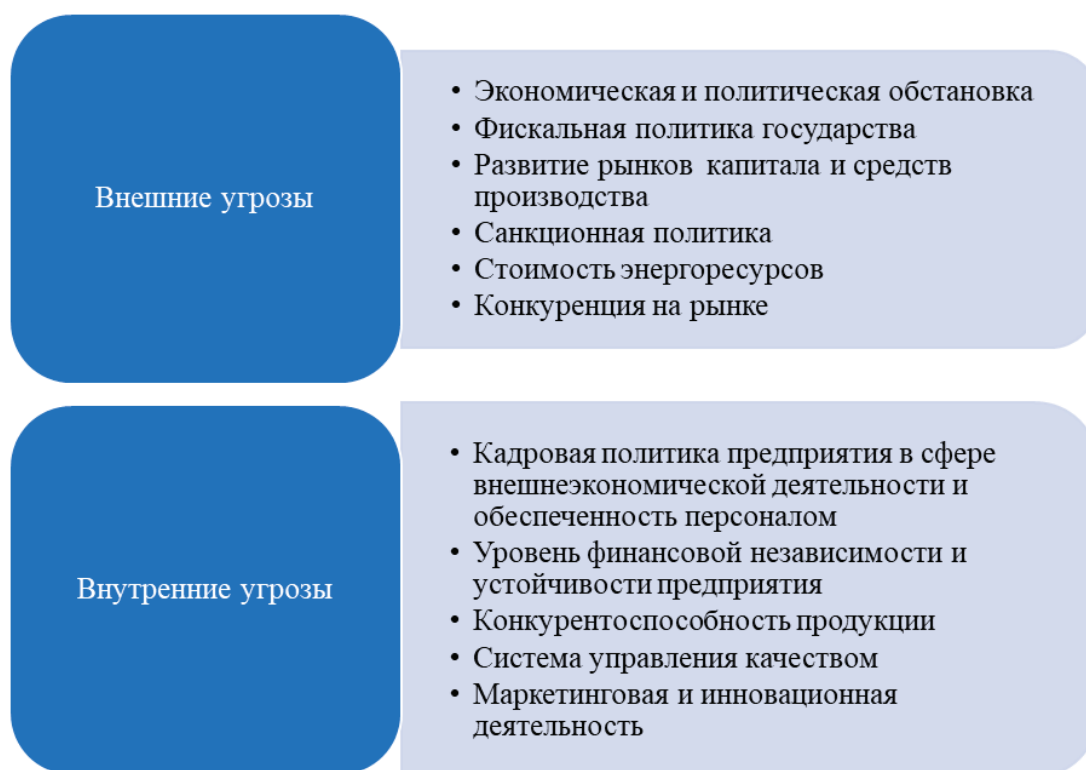 Внешние угрозы
• Экономическая и политическая обстановка
• Фискальная политика государства
• Развитие рынков капитала и средств
производства
• Санкционная политика
• Стоимость энергоресурсов
• Конкуренция на рынке
Внутренние угрозы
• Кадровая политика предприятия в сфере
внешнеэкономической деятельности и
обеспеченность персоналом
• Уровень финансовой независимости и
устойчивости предприятия
• Конкурентоспособность продукции
• Система управления качеством
• Маркетинговая и инновационная
деятельность